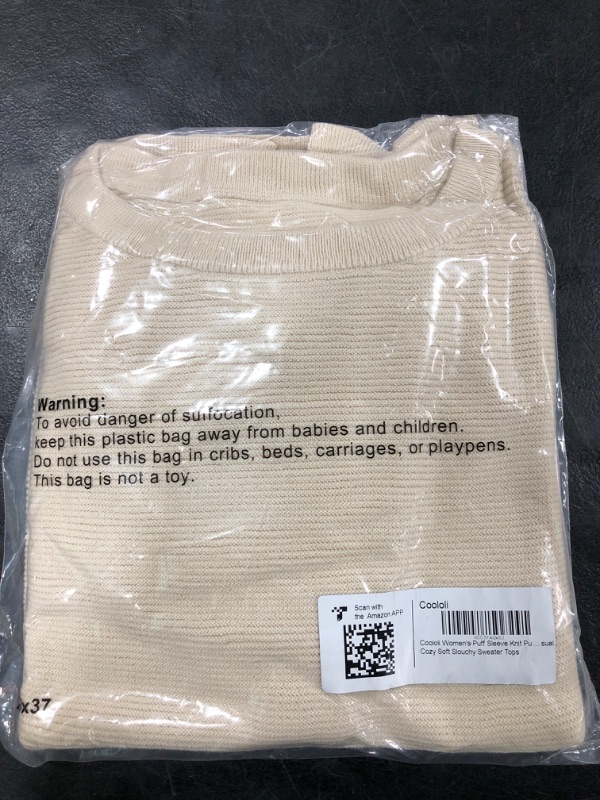 Warning:
To avoid danger of suffocation,
keep this plastic bag away from babies and children.
Do not use this bag in cribs, beds, carriages, or playpens.
This bag is not a toy.
Scan with
the Amazon APP
Coololi
Coololi Women's Puff Sleeve Knit Pu ... sual
Cozy Soft Slouchy Sweater Tops
x37